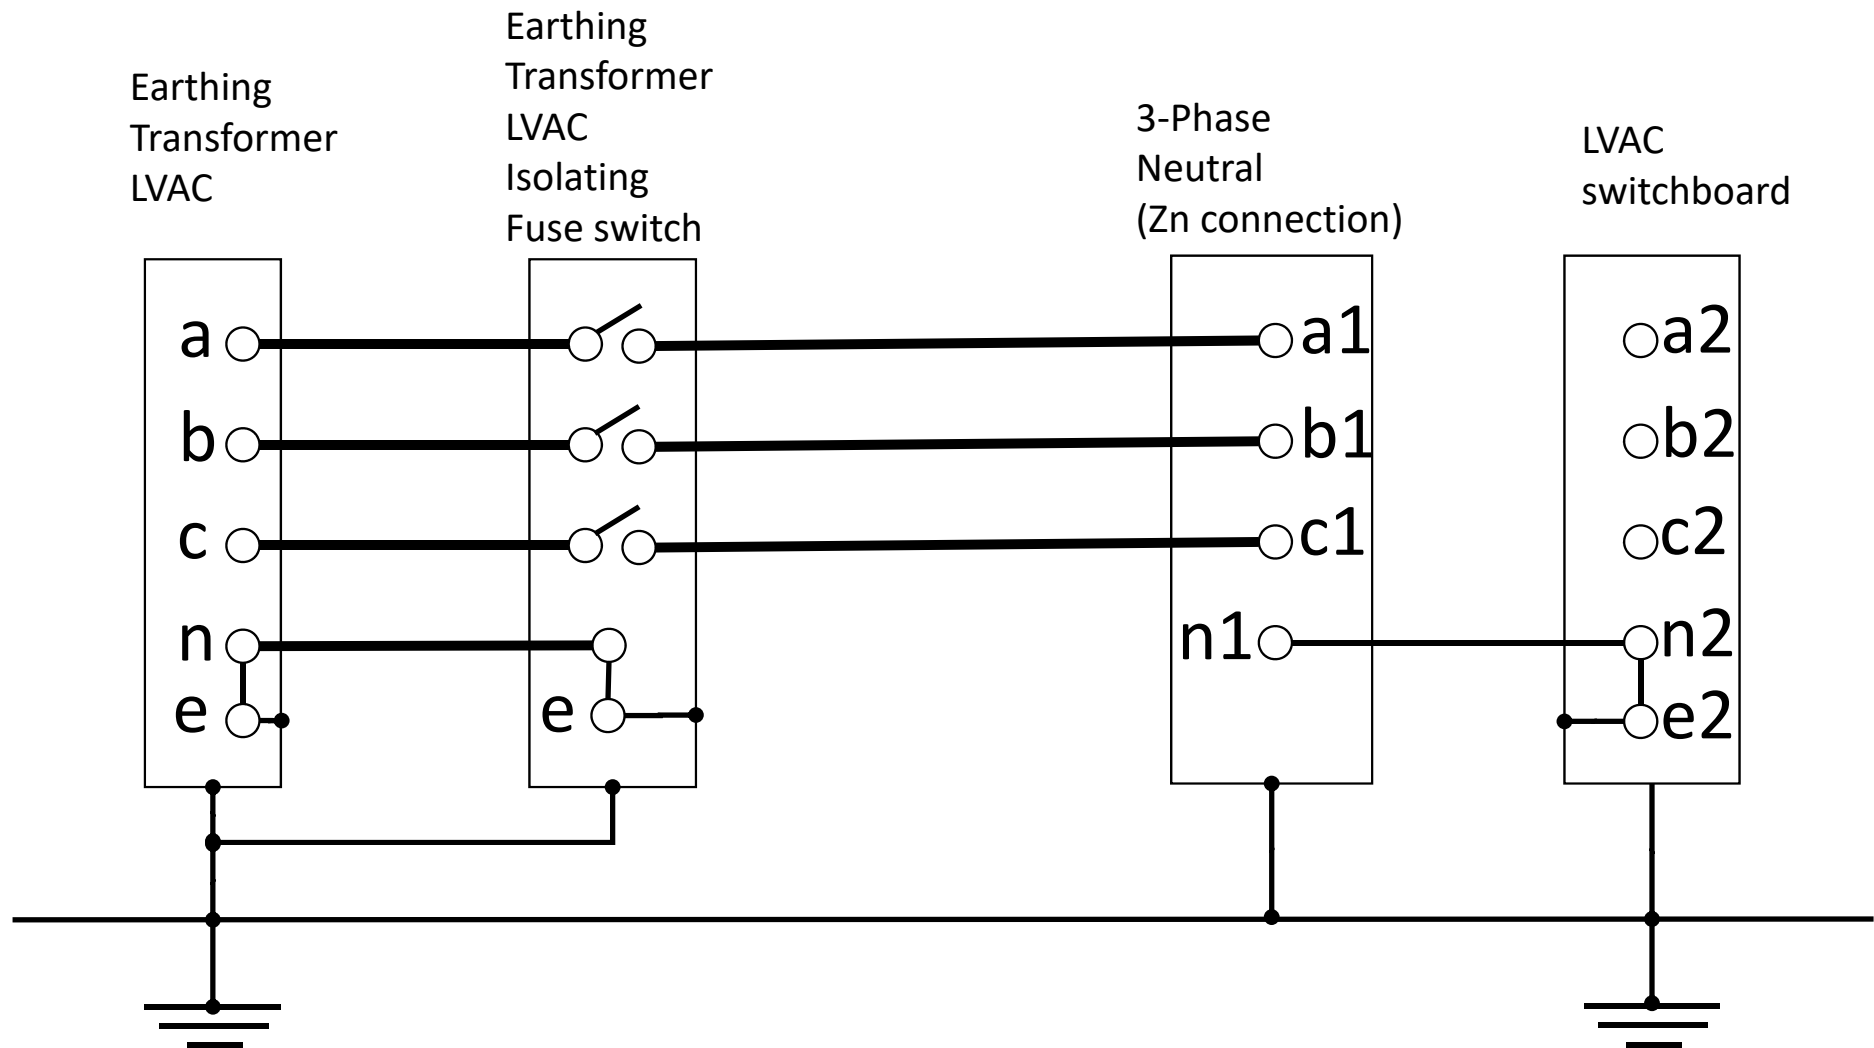 Earthing
Transformer
LVAC
Earthing
Transformer
LVAC
Isolating
Fuse switch
3-Phase
Neutral
(Zn connection)
LVAC
switchboard
a
b
c
n
e
e
a1
b1
c1
n1
a2
b2
c2
n2
e2